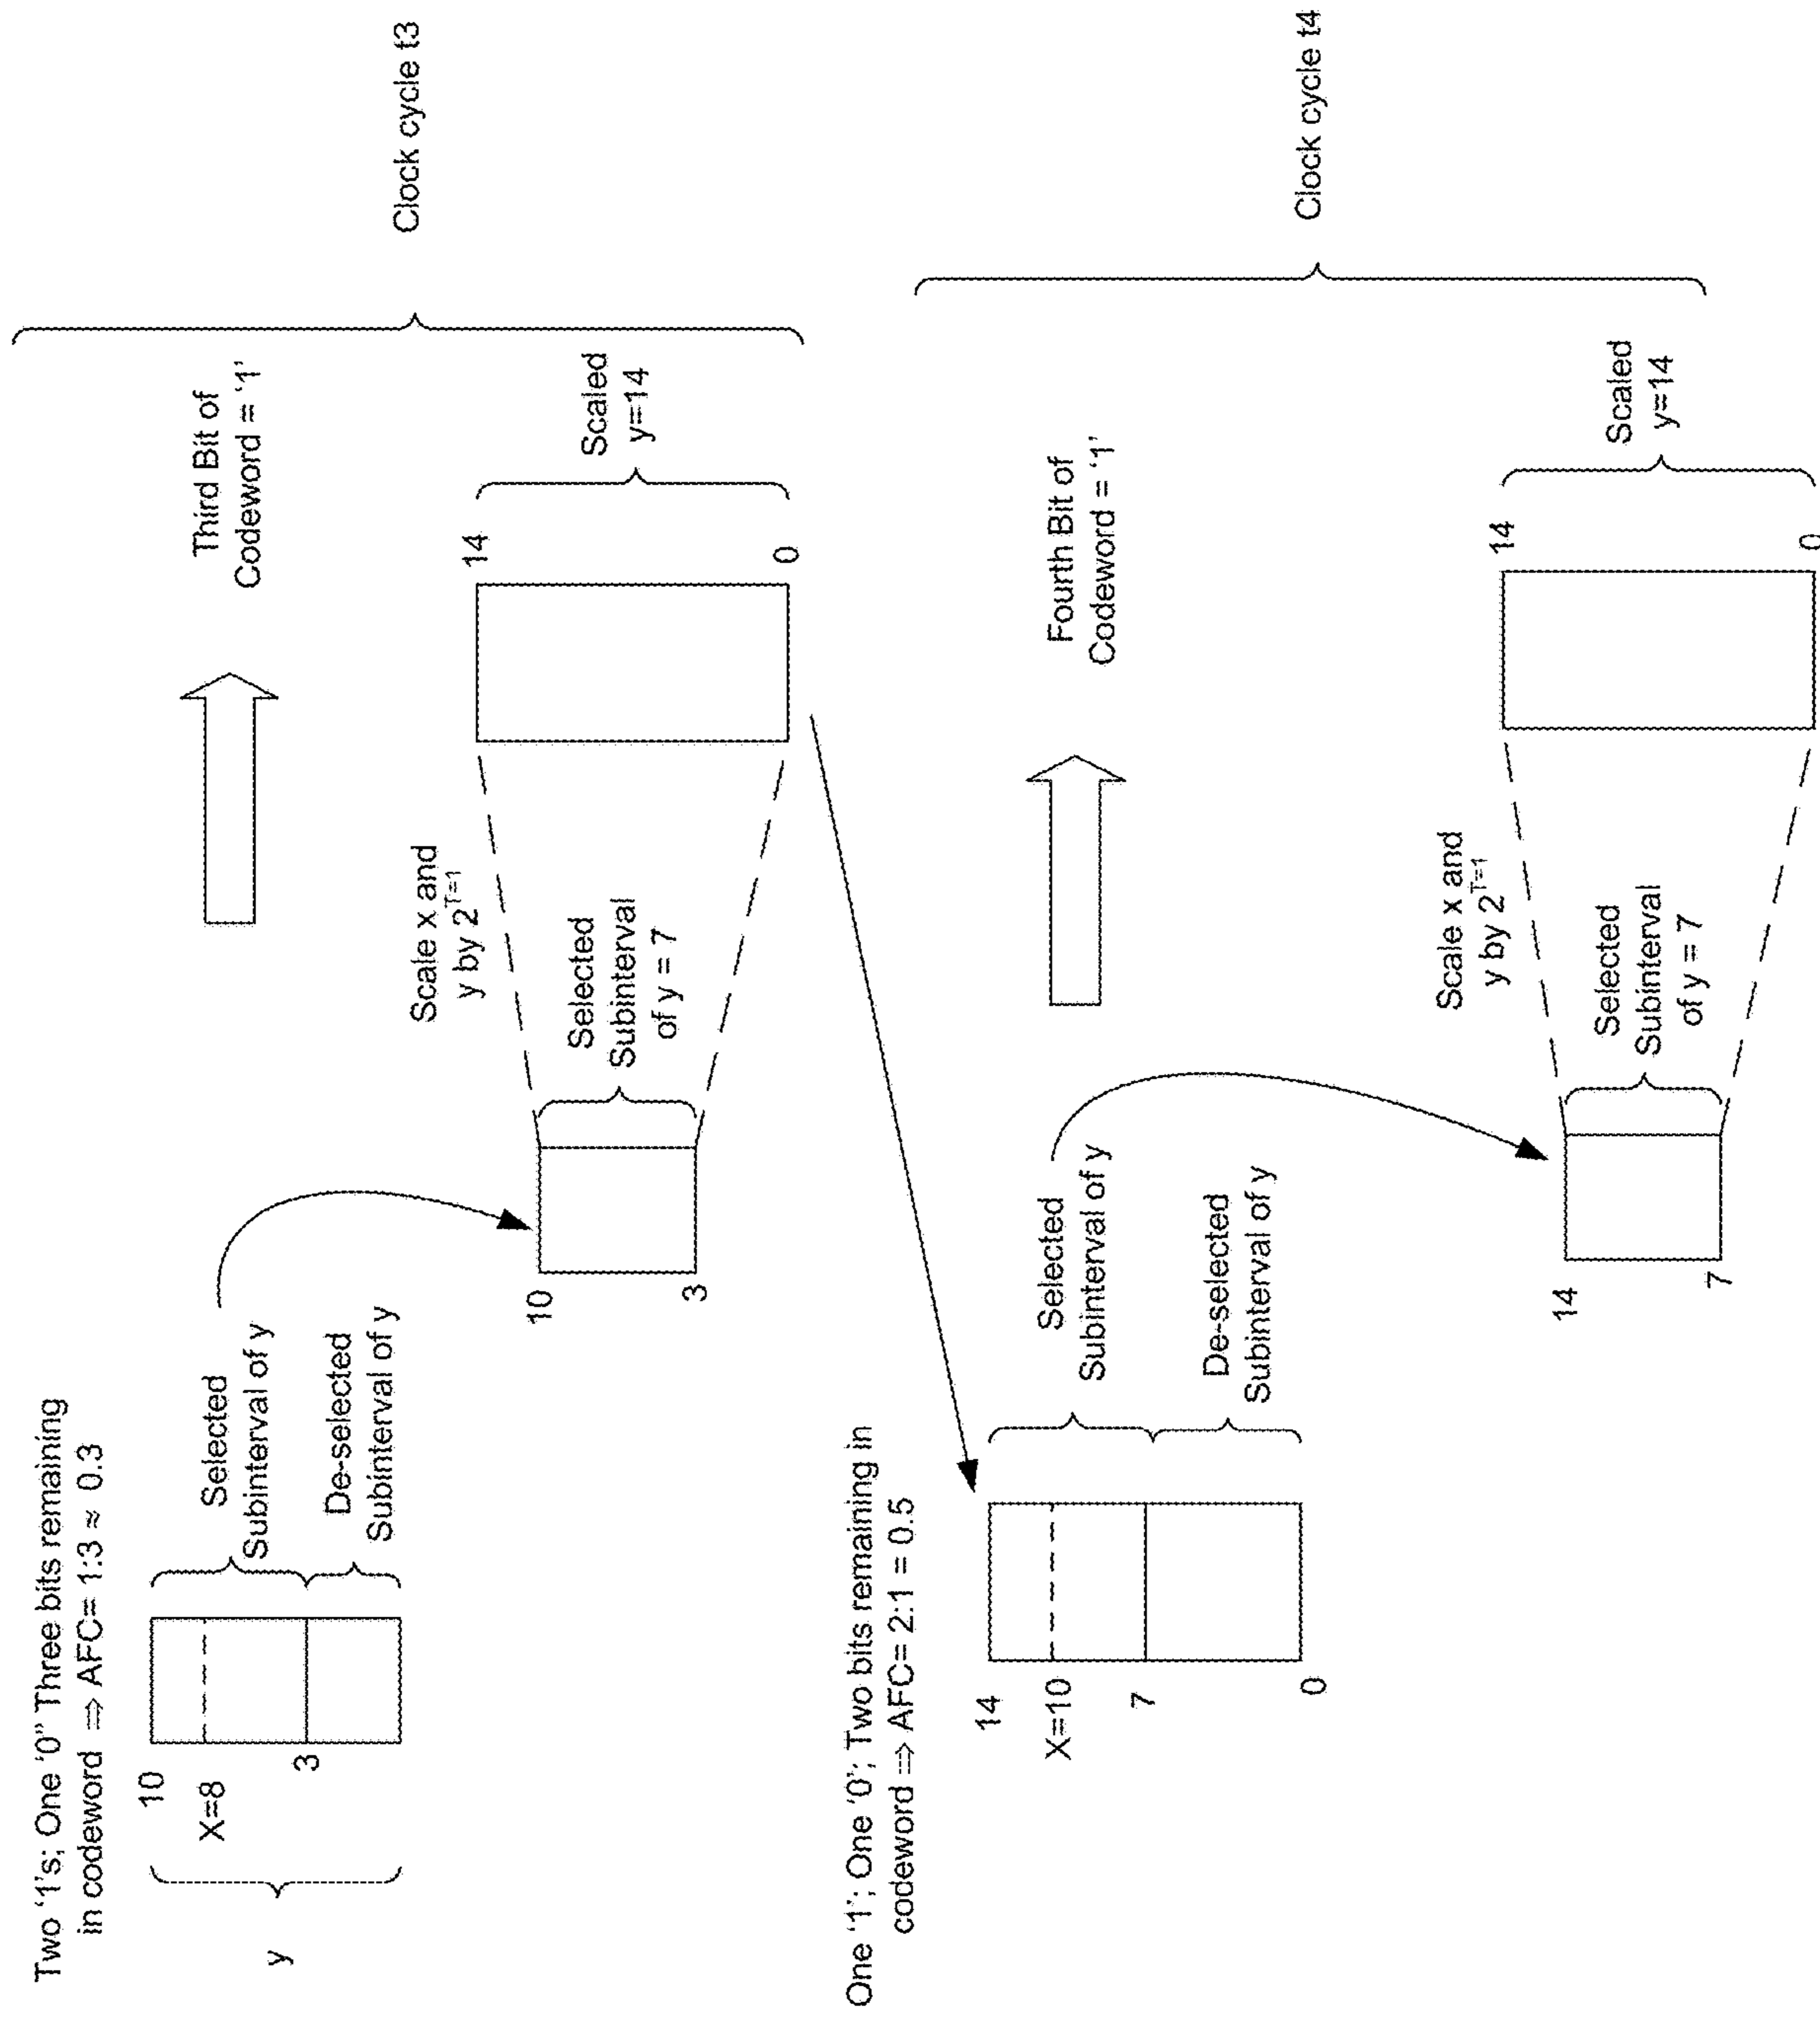 Two '1's; One '0" Three bits remaining
in codeword ⇒ AFC= 1:3 ≈ 0.3
y
10
X=8
3
Selected
Subinterval of y
De-selected
Subinterval of y
10
3
Selected
Subinterval
of y = 7
Scale x and
y by 2^T=1
Third Bit of
Codeword = '1'
14
0
Scaled
y=14
Clock cycle t3
One '1'; One '0'; Two bits remaining in
codeword ⇒ AFC= 2:1 = 0.5
14
X=10
7
0
Selected
Subinterval of y
De-selected
Subinterval of y
14
7
Selected
Subinterval
of y = 7
Scale x and
y by 2^T=1
Fourth Bit of
Codeword = '1'
14
0
Scaled
y=14
Clock cycle t4